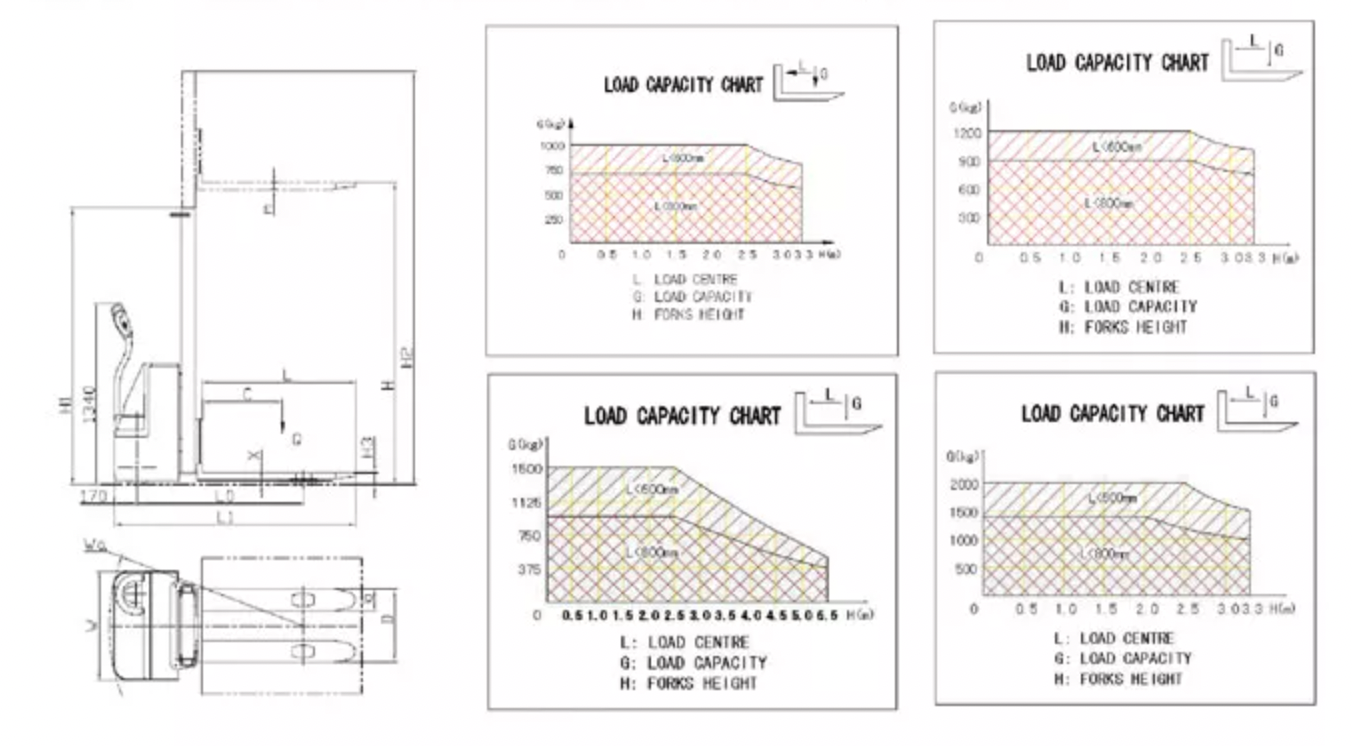 H1
1340
H2
H
L
C
Q
X
H3
170
L0
L1
Wa
W
D
LOAD CAPACITY CHART
L
G
G(kg)
1000
750
500
250
L<600mm
L<800mm
0 0.5 1.0 1.5 2.0 2.5 3.0 3.3 H(m)
L: LOAD CENTRE
G: LOAD CAPACITY
H: FORKS HEIGHT
LOAD CAPACITY CHART
L
G
G(kg)
1200
900
600
300
L<600mm
L<800mm
0 0.5 1.0 1.5 2.0 2.5 3.0 3.3 H(m)
L: LOAD CENTRE
G: LOAD CAPACITY
H: FORKS HEIGHT
LOAD CAPACITY CHART
L
G
G(kg)
1500
1125
750
375
L<600mm
L<800mm
0 0.5 1.0 1.5 2.0 2.5 3.0 3.5 4.0 4.5 5.0 5.5 H(m)
L: LOAD CENTRE
G: LOAD CAPACITY
H: FORKS HEIGHT
LOAD CAPACITY CHART
L
G
G(kg)
2000
1500
1000
500
L<600mm
L<800mm
0 0.5 1.0 1.5 2.0 2.5 3.0 3.3 H(m)
L: LOAD CENTRE
G: LOAD CAPACITY
H: FORKS HEIGHT